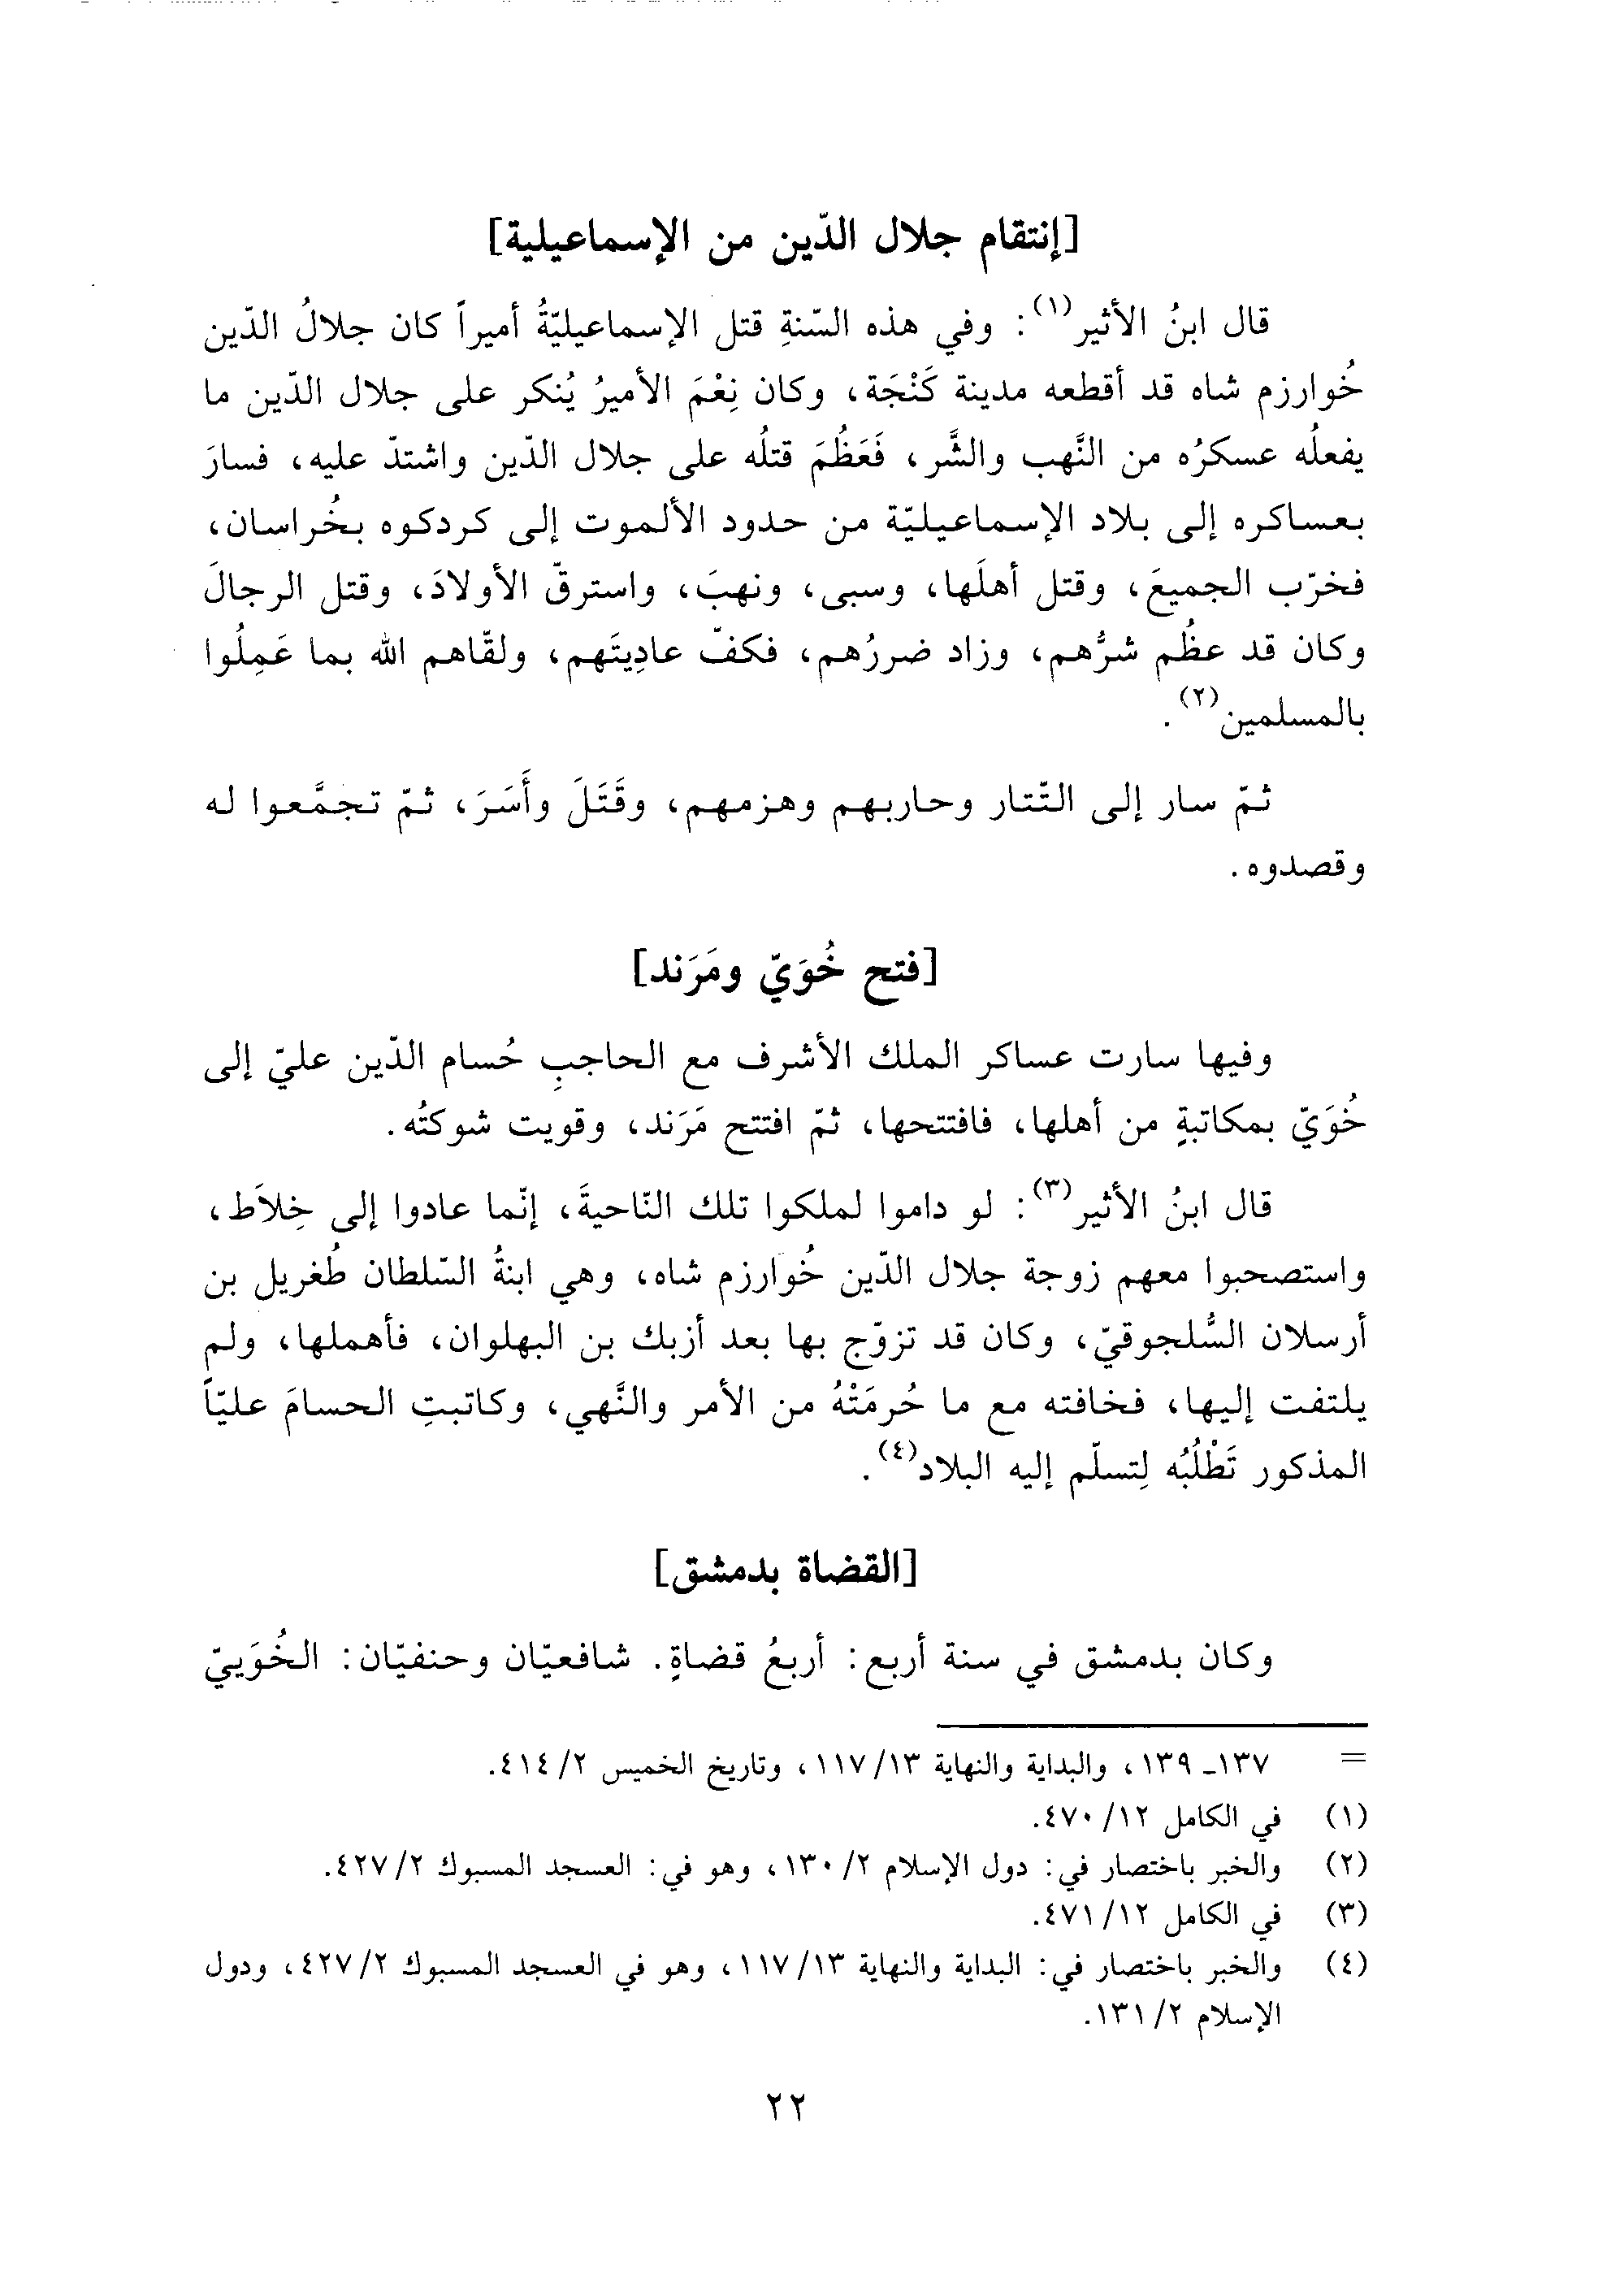 [إنتقام جلال الدّين من الإسماعيلية]
قال ابنُ الأثير(١): وفي هذه السّنةِ قتل الإسماعيليّةُ أميراً كان جلالُ الدّين
خُوارزم شاه قد أقطعه مدينة كَنْجَة، وكان نِعْمَ الأميرُ يُنكر على جلال الدّين ما
يفعلُه عسكرُه من النَّهب والشَّر، فَعَظُمَ قتلُه على جلال الدّين واشتدّ عليه، فسارَ
بعساكره إلى بلاد الإسماعيليّة من حدود الألموت إلى كردكوه بخُراسان،
فخرّب الجميعَ، وقتل أهلَها، وسبى، ونهبَ، واسترقّ الأولادَ، وقتل الرجالَ
وكان قد عظُم شرُّهم، وزاد ضررُهم، فكفّ عادِيتَهم، ولقّاهم الله بما عَمِلُوا
بالمسلمين(٢).
ثمّ سار إلى التّتار وحاربهم وهزمهم، وقَتَلَ وأَسَرَ، ثمّ تجمَّعوا له
وقصدوه.
[فتح خُوَيّ ومَرَند]
وفيها سارت عساكر الملك الأشرف مع الحاجبِ حُسام الدّين عليّ إلى
خُوَيّ بمكاتبةٍ من أهلها، فافتتحها، ثمّ افتتح مَرَند، وقويت شوكتُه.
قال ابنُ الأثير(٣): لو داموا لملكوا تلك النّاحيةَ، إنّما عادوا إلى خِلاَط،
واستصحبوا معهم زوجة جلال الدّين خُوارزم شاه، وهي ابنةُ السّلطان طُغريل بن
أرسلان السُّلجوقيّ، وكان قد تزوّج بها بعد أزبك بن البهلوان، فأهملها، ولم
يلتفت إليها، فخافته مع ما حُرمَتْهُ من الأمر والنَّهي، وكاتبتِ الحسامَ عليّاً
المذكور تَطْلُبُه لِتسلّم إليه البلاد(٤).
[القضاة بدمشق]
وكان بدمشق في سنة أربع: أربعُ قضاةٍ. شافعيّان وحنفيّان: الخُوَييّ
= ١٣٧ـ ١٣٩، والبداية والنهاية ١١٧/١٣، وتاريخ الخميس ٤١٤/٢.
(١) في الكامل ٤٧٠/١٢.
(٢) والخبر باختصار في: دول الإسلام ١٣٠/٢، وهو في: العسجد المسبوك ٤٢٧/٢.
(٣) في الكامل ٤٧١/١٢.
(٤) والخبر باختصار في: البداية والنهاية ١١٧/١٣، وهو في العسجد المسبوك ٤٢٧/٢، ودول
الإسلام ١٣١/٢.
٢٢